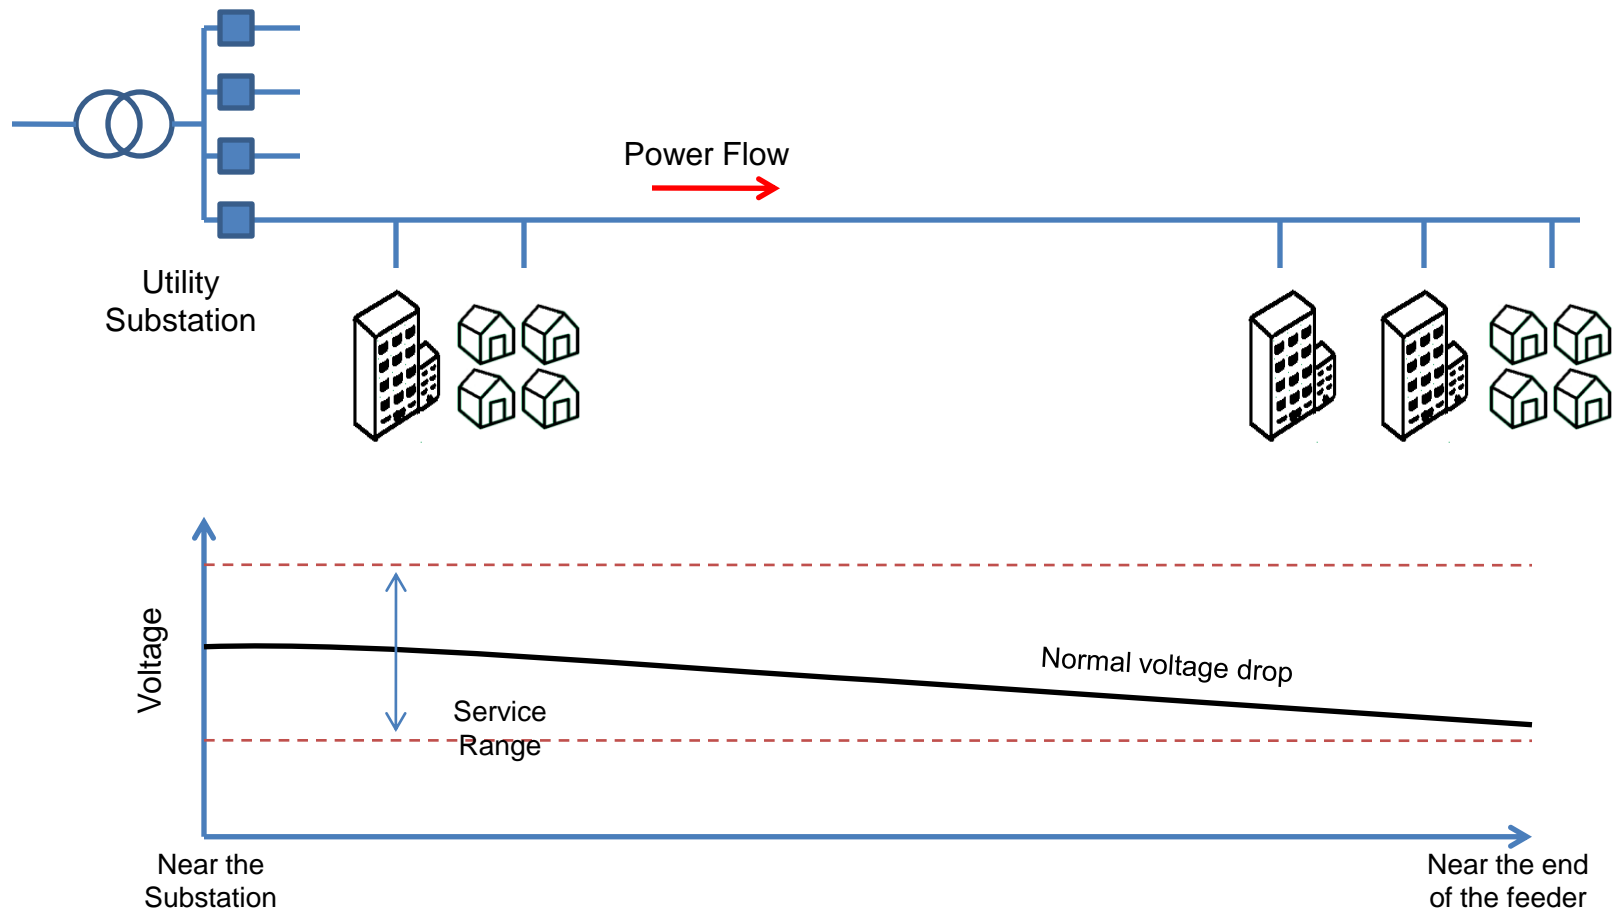 Power Flow
Utility
Substation
Voltage
Normal voltage drop
Service
Range
Near the
Substation
Near the end
of the feeder